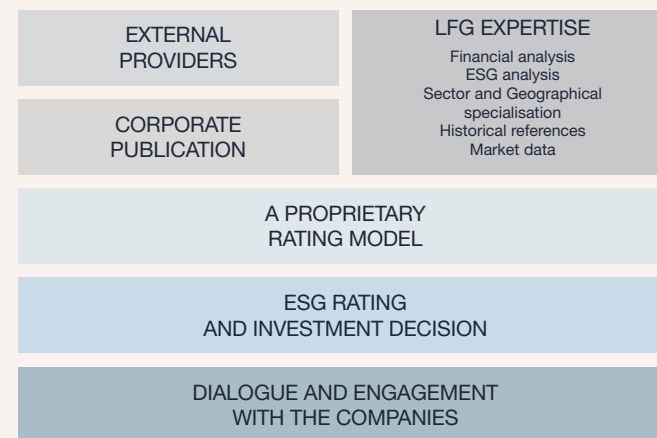 EXTERNAL
PROVIDERS
CORPORATE
PUBLICATION
LFG EXPERTISE
Financial analysis
ESG analysis
Sector and Geographical
specialisation
Historical references
Market data
A PROPRIETARY
RATING MODEL
ESG RATING
AND INVESTMENT DECISION
DIALOGUE AND ENGAGEMENT
WITH THE COMPANIES